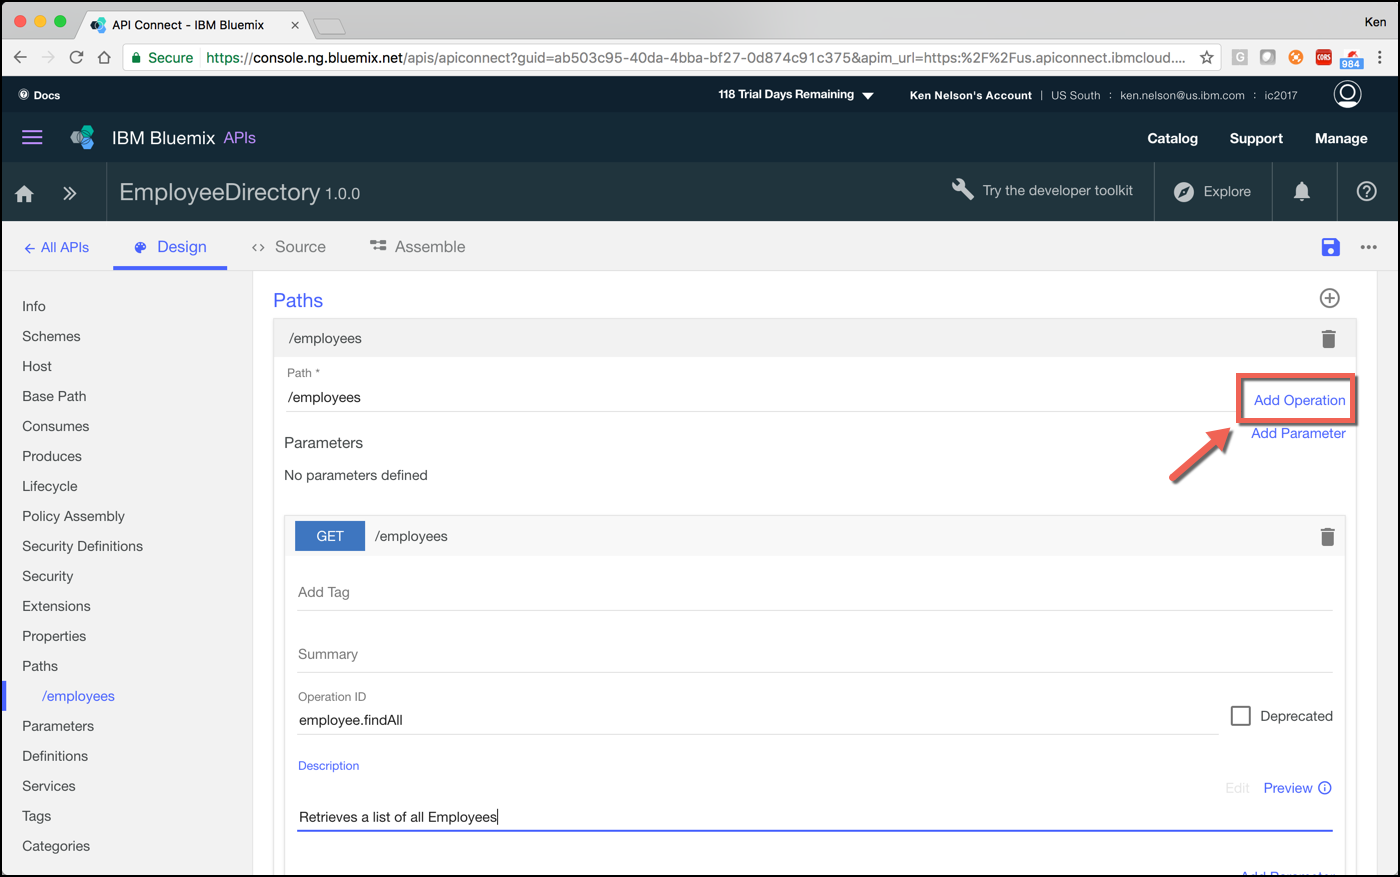 API Connect - IBM Bluemix
Ken
Secure https://console.ng.bluemix.net/apis/apiconnect?guid=ab503c95-40da-4bba-bf27-0d874c91c375&apim_url=https:%2F%2Fus.apiconnect.ibmcloud....
G
CORS
984
Docs
118 Trial Days Remaining
Ken Nelson's Account | US South : ken.nelson@us.ibm.com : ic2017
IBM Bluemix APIs
Catalog Support Manage
EmployeeDirectory 1.0.0
Try the developer toolkit
Explore
All APIs
Design
Source
Assemble
Info
Schemes
Host
Base Path
Consumes
Produces
Lifecycle
Policy Assembly
Security Definitions
Security
Extensions
Properties
Paths
/employees
Parameters
Definitions
Services
Tags
Categories
Paths
/employees
Path *
/employees
Add Operation
Add Parameter
Parameters
No parameters defined
GET /employees
Add Tag
Summary
Operation ID
employee.findAll
Deprecated
Description
Edit Preview
Retrieves a list of all Employees
Add Parameter